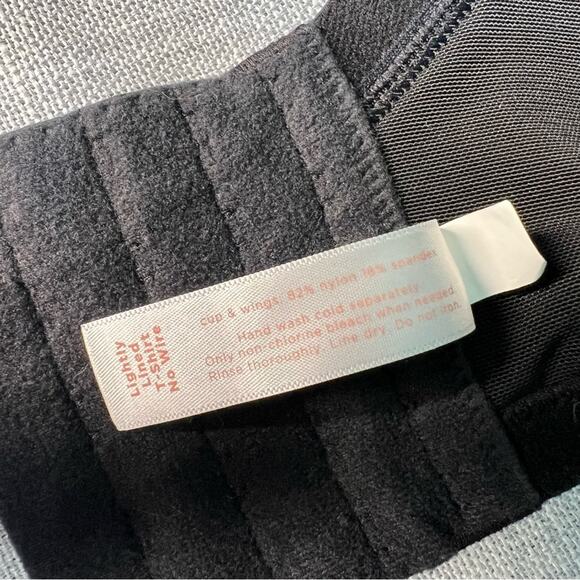 Lightly
Lined
T-Shirt
No Wire
cup & wings: 82% nylon 18% spandex
Hand wash cold separately.
Only non-chlorine bleach when needed.
Rinse thoroughly. Line dry. Do not iron.